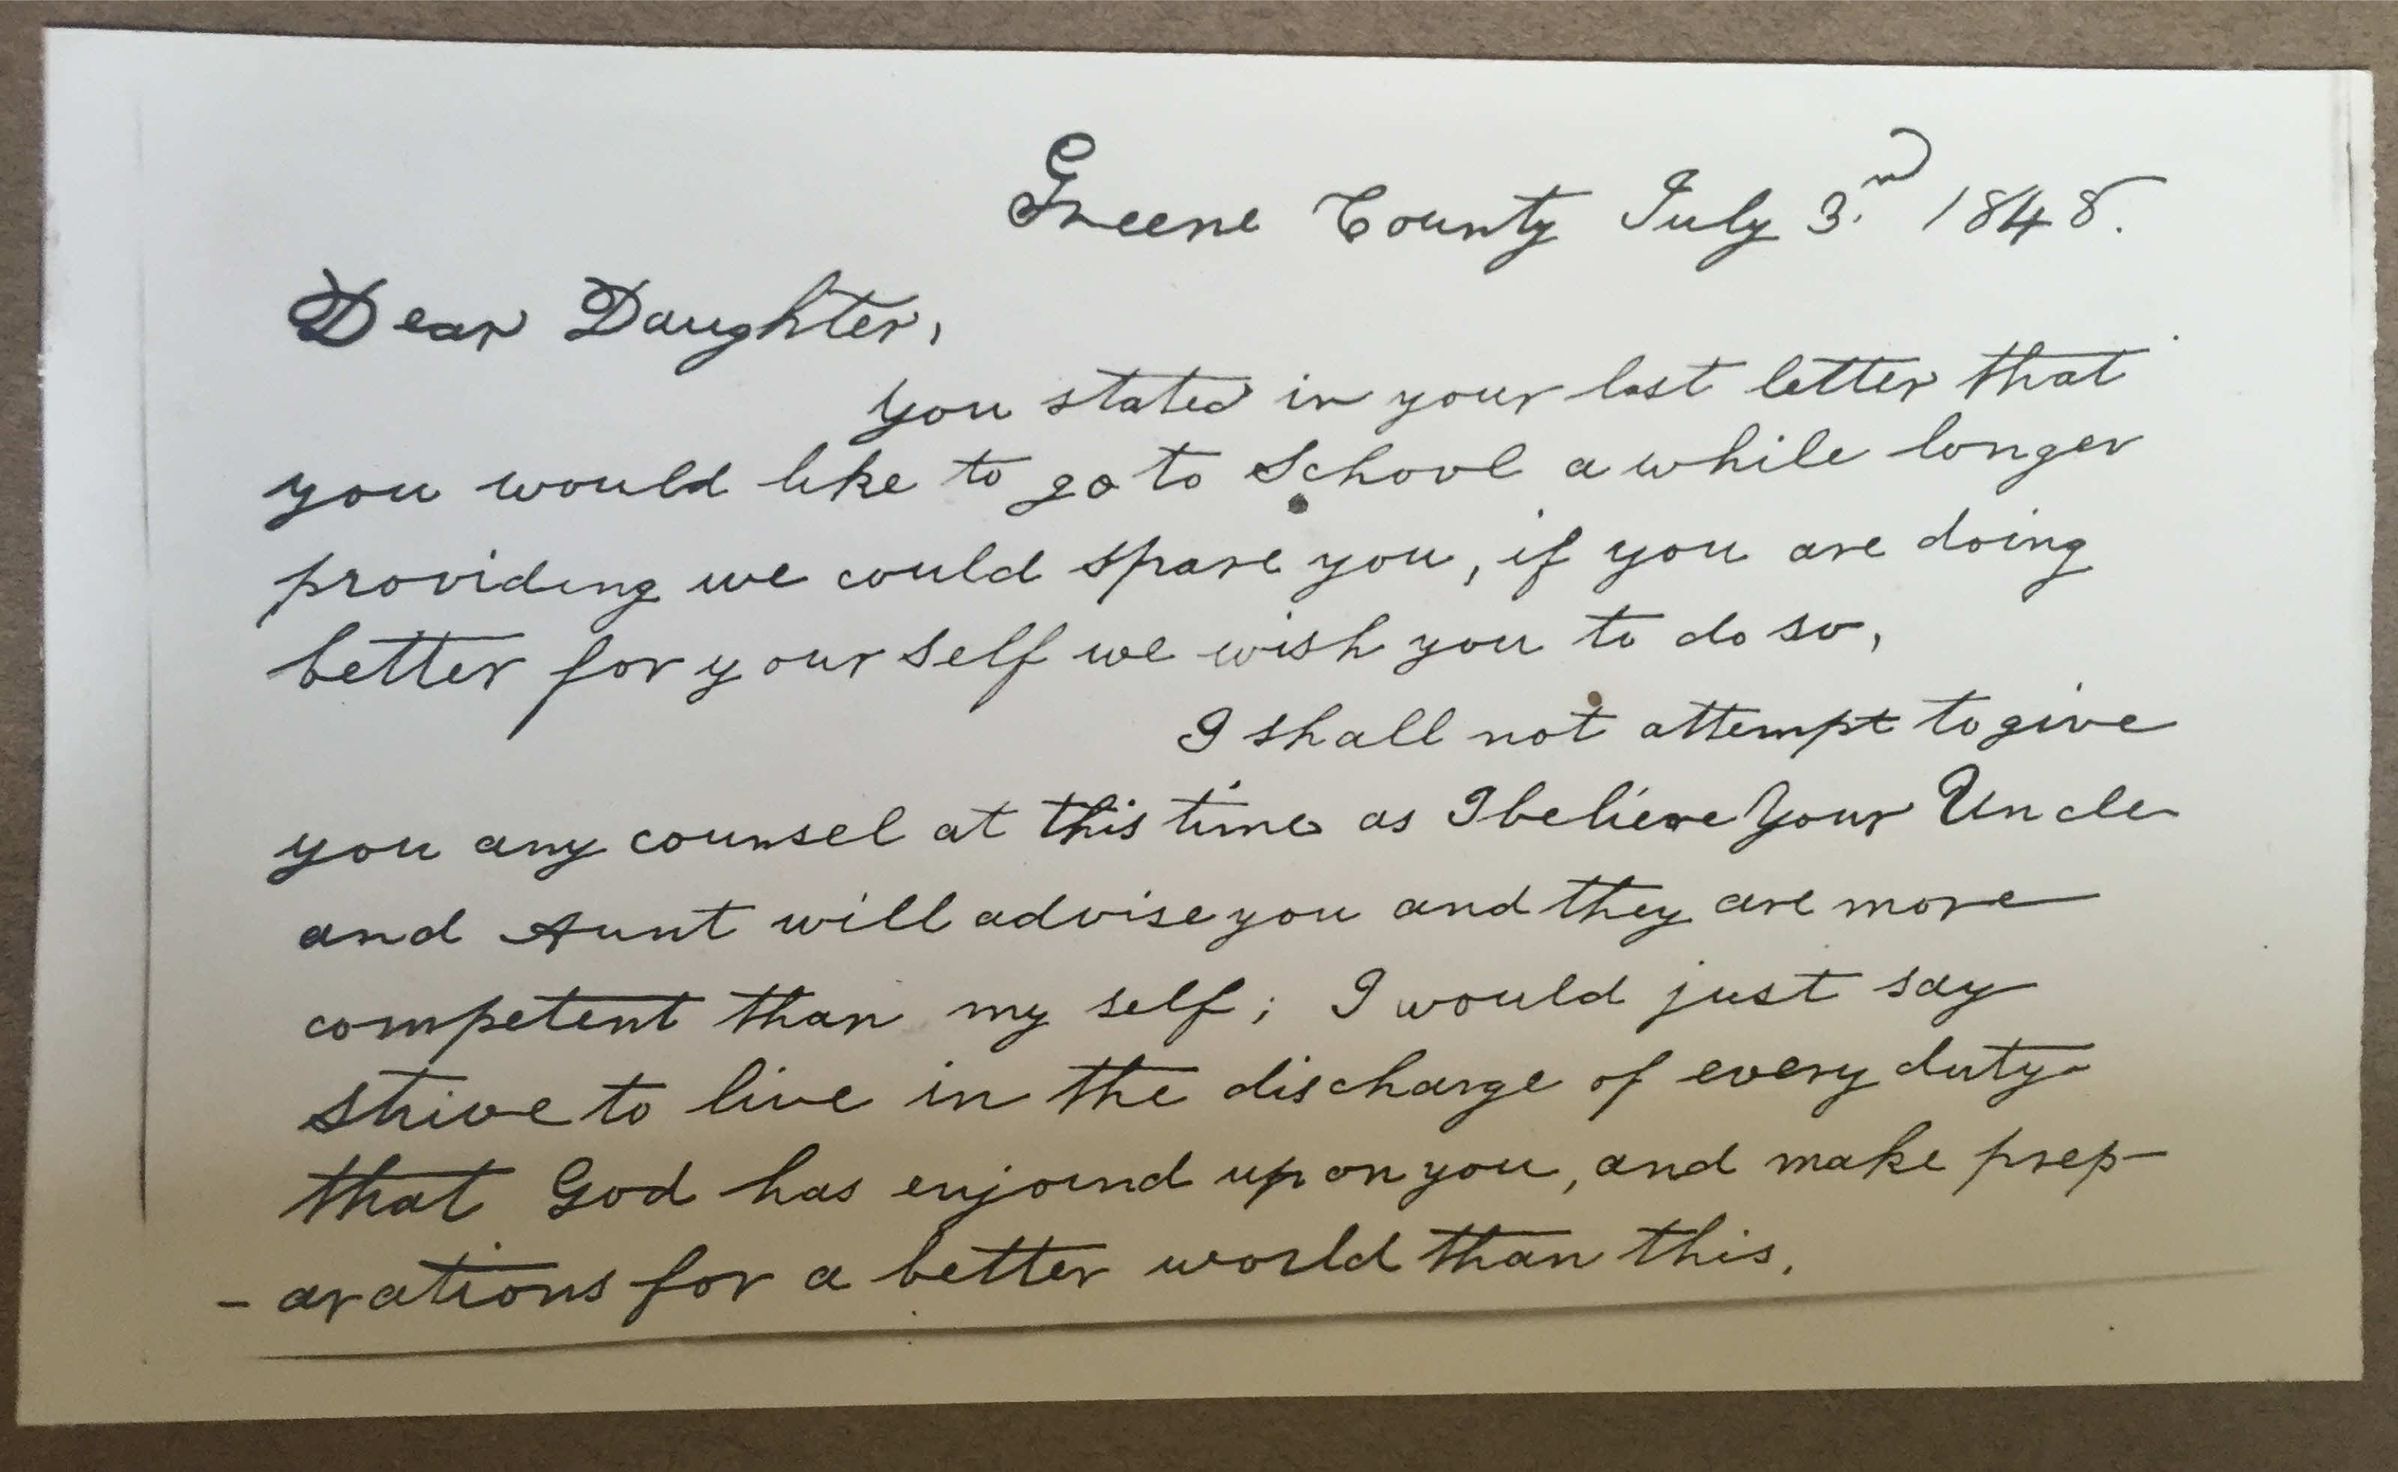 Greene County July 3rd 1848.
Dear Daughter,
you stated in your last letter that
you would like to go to School a while longer
providing we could spare you, if you are doing
better for your self we wish you to do so,
I shall not attempt to give
you any counsel at this time as I believe Your Uncle
and Aunt will advise you and they are more
competent than my self; I would just say
strive to live in the discharge of every duty
that God has enjoind upon you, and make prep-
-arations for a better world than this.